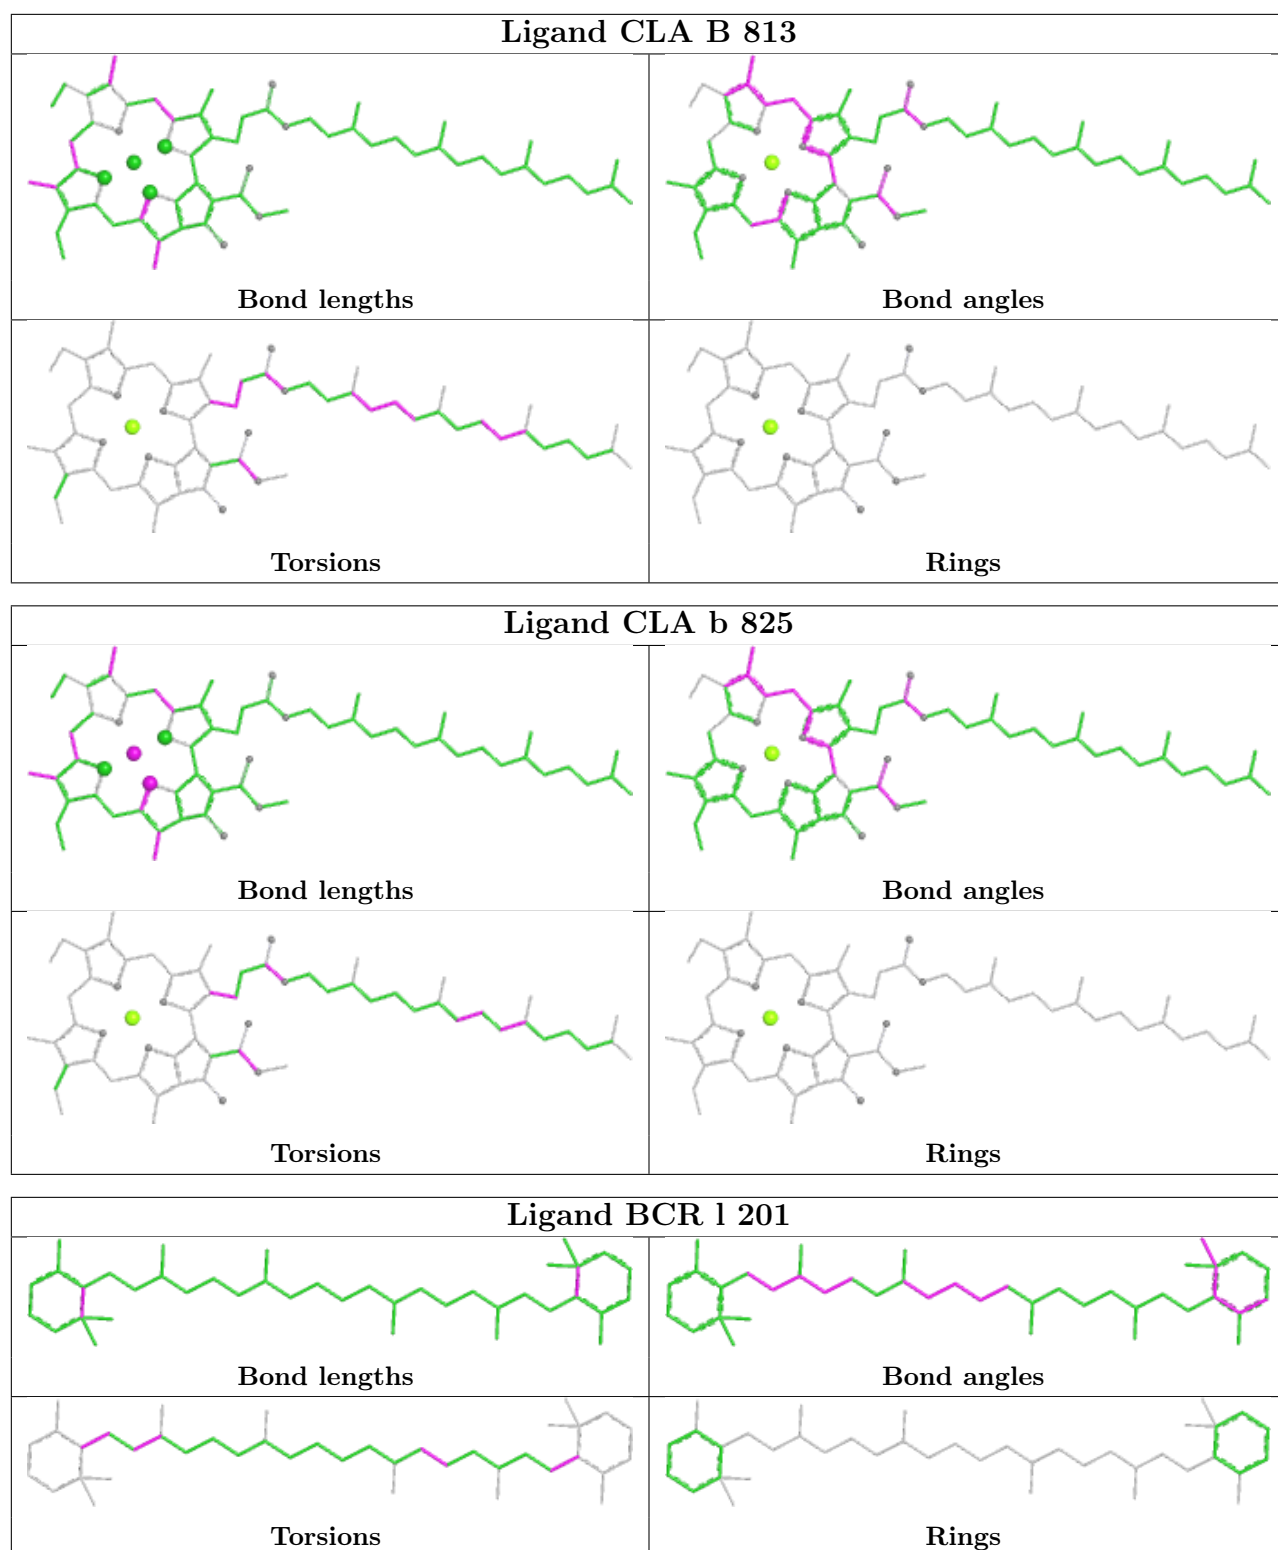 Ligand CLA B 813
Bond lengths
Bond angles
Torsions
Rings
Ligand CLA b 825
Bond lengths
Bond angles
Torsions
Rings
Ligand BCR l 201
Bond lengths
Bond angles
Torsions
Rings